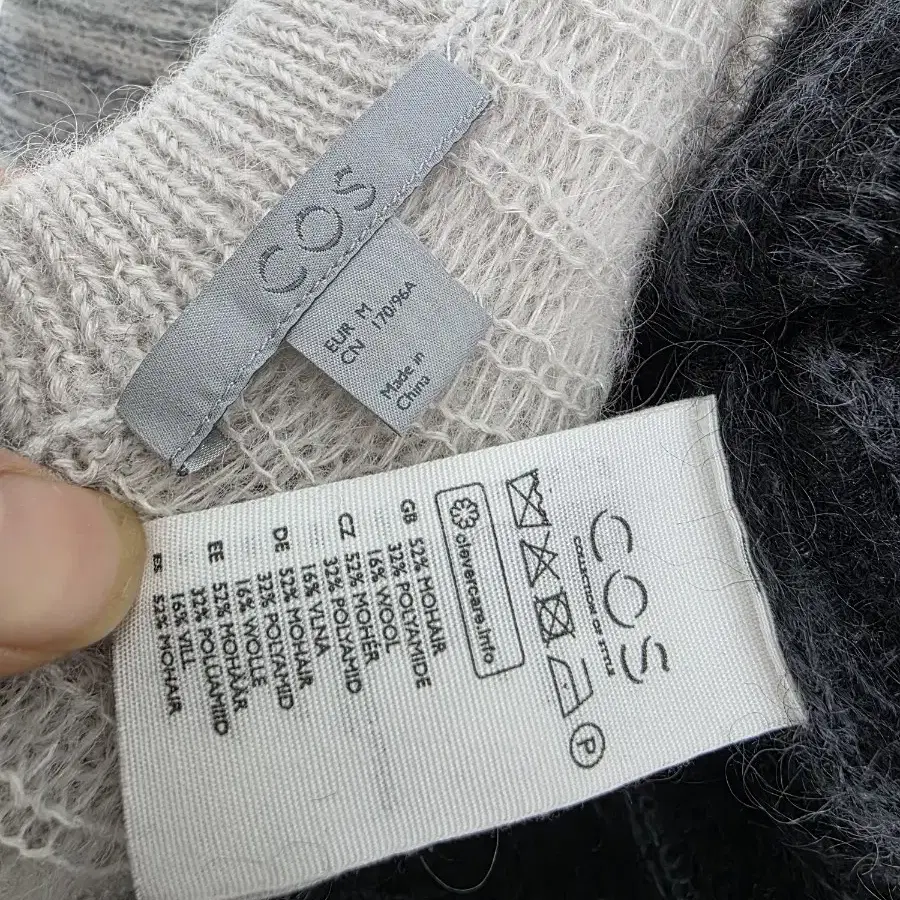 COS
EUR M
CN 170/96A
Made in
China
COS
COLLECTION OF STYLE
P
clevercare.info
GB 52% MOHAIR
32% POLYAMIDE
16% WOOL
CZ 52% MOHÉR
32% POLYAMID
16% VLNA
DE 52% MOHAIR
32% POLYAMID
16% WOLLE
EE 52% MOHÄÄR
32% POLÜAMIID
16% VILL
ES 52% MOHAIR